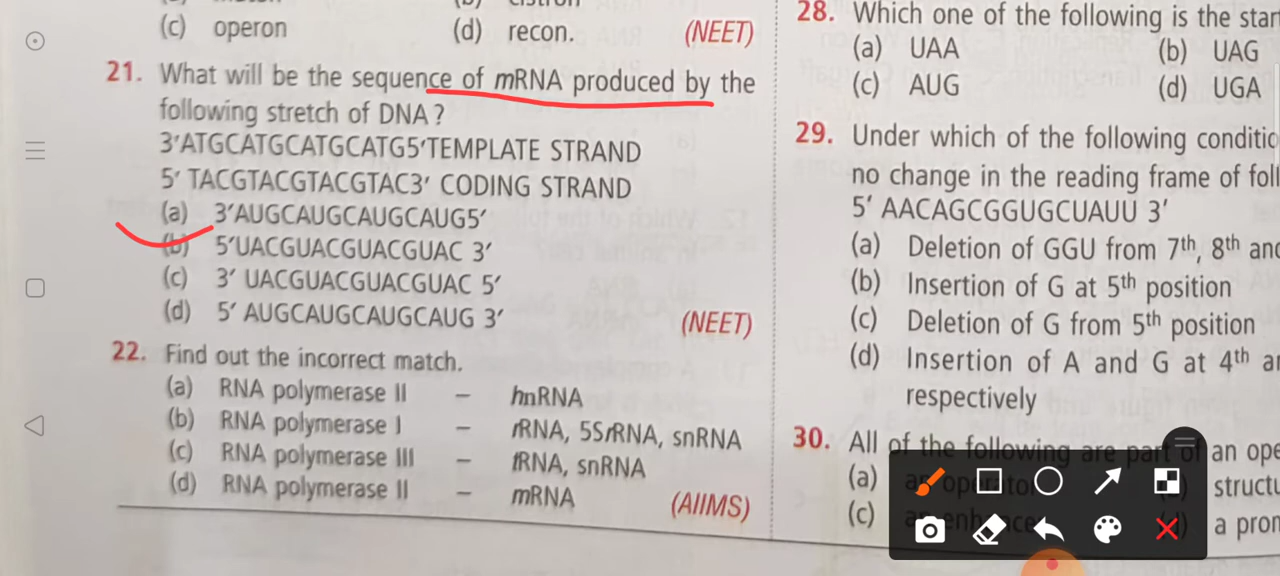 (c) operon (d) recon. (NEET)
21. What will be the sequence of mRNA produced by the
following stretch of DNA ?
3′ATGCATGCATGCATG5′TEMPLATE STRAND
5′ TACGTACGTACGTAC3′ CODING STRAND
(a) 3′AUGCAUGCAUGCAUG5′
(b) 5′UACGUACGUACGUAC 3′
(c) 3′ UACGUACGUACGUAC 5′
(d) 5′ AUGCAUGCAUGCAUG 3′ (NEET)
22. Find out the incorrect match.
(a) RNA polymerase II – hnRNA
(b) RNA polymerase I – rRNA, 5SrRNA, snRNA
(c) RNA polymerase III – tRNA, snRNA
(d) RNA polymerase II – mRNA (AIIMS)
28. Which one of the following is the star
(a) UAA (b) UAG
(c) AUG (d) UGA
29. Under which of the following conditio
no change in the reading frame of foll
5′ AACAGCGGUGCUAUU 3′
(a) Deletion of GGU from 7th, 8th and
(b) Insertion of G at 5th position
(c) Deletion of G from 5th position
(d) Insertion of A and G at 4th a
respectively
30. All of the following are part of an ope
(a) an operator structu
(c) an enhance (d) a prom